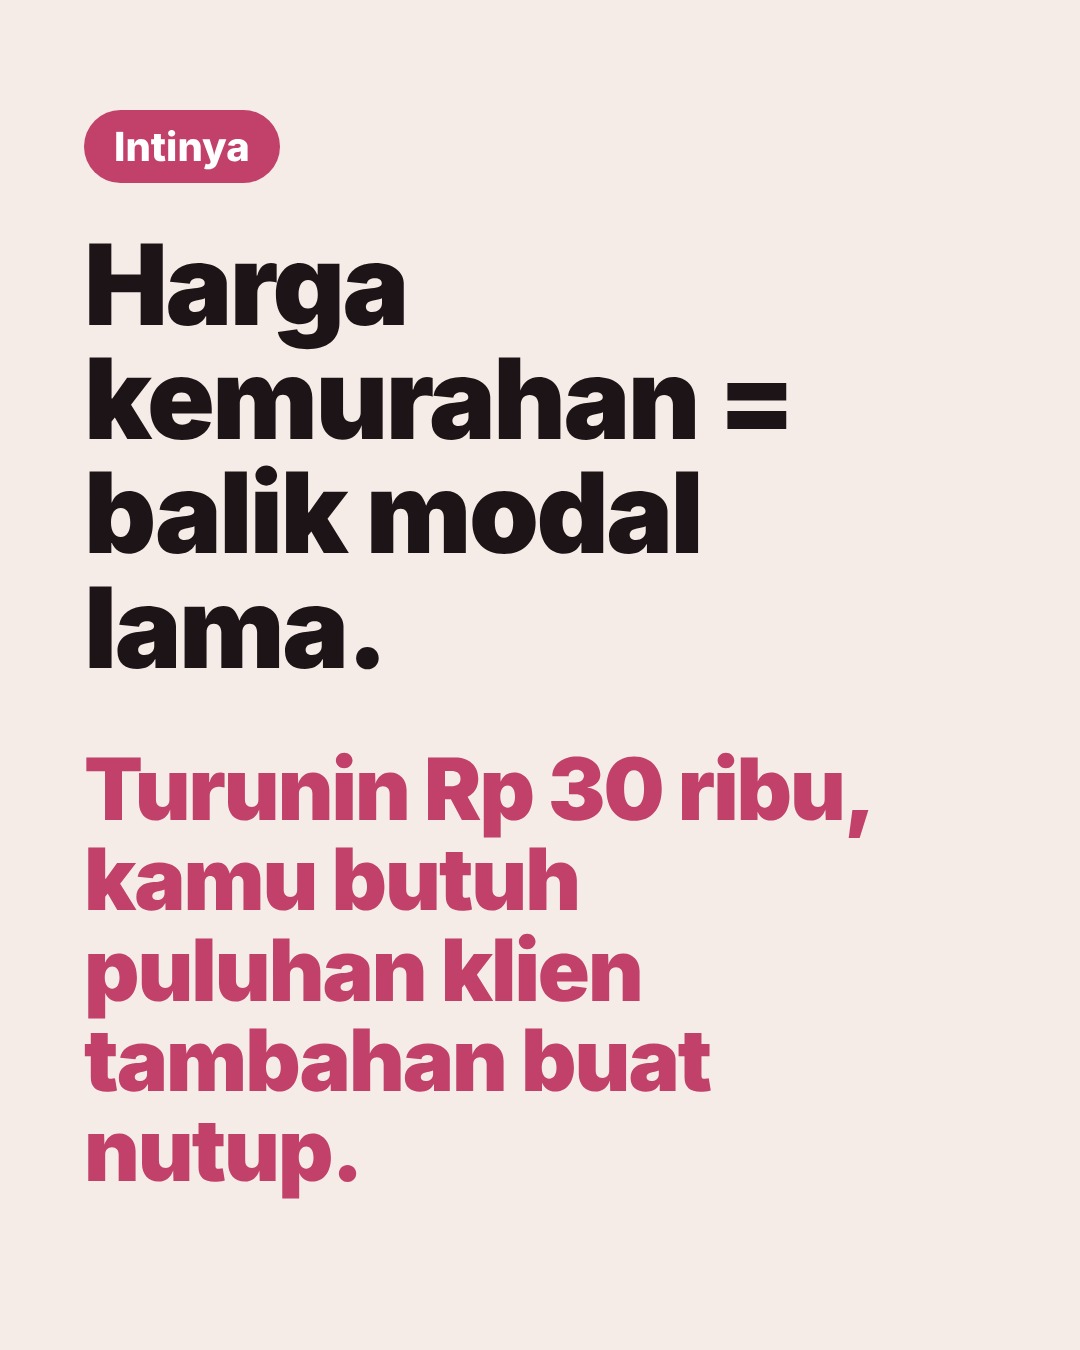 Intinya
Harga
kemurahan =
balik modal
lama.
Turunin Rp 30 ribu,
kamu butuh
puluhan klien
tambahan buat
nutup.